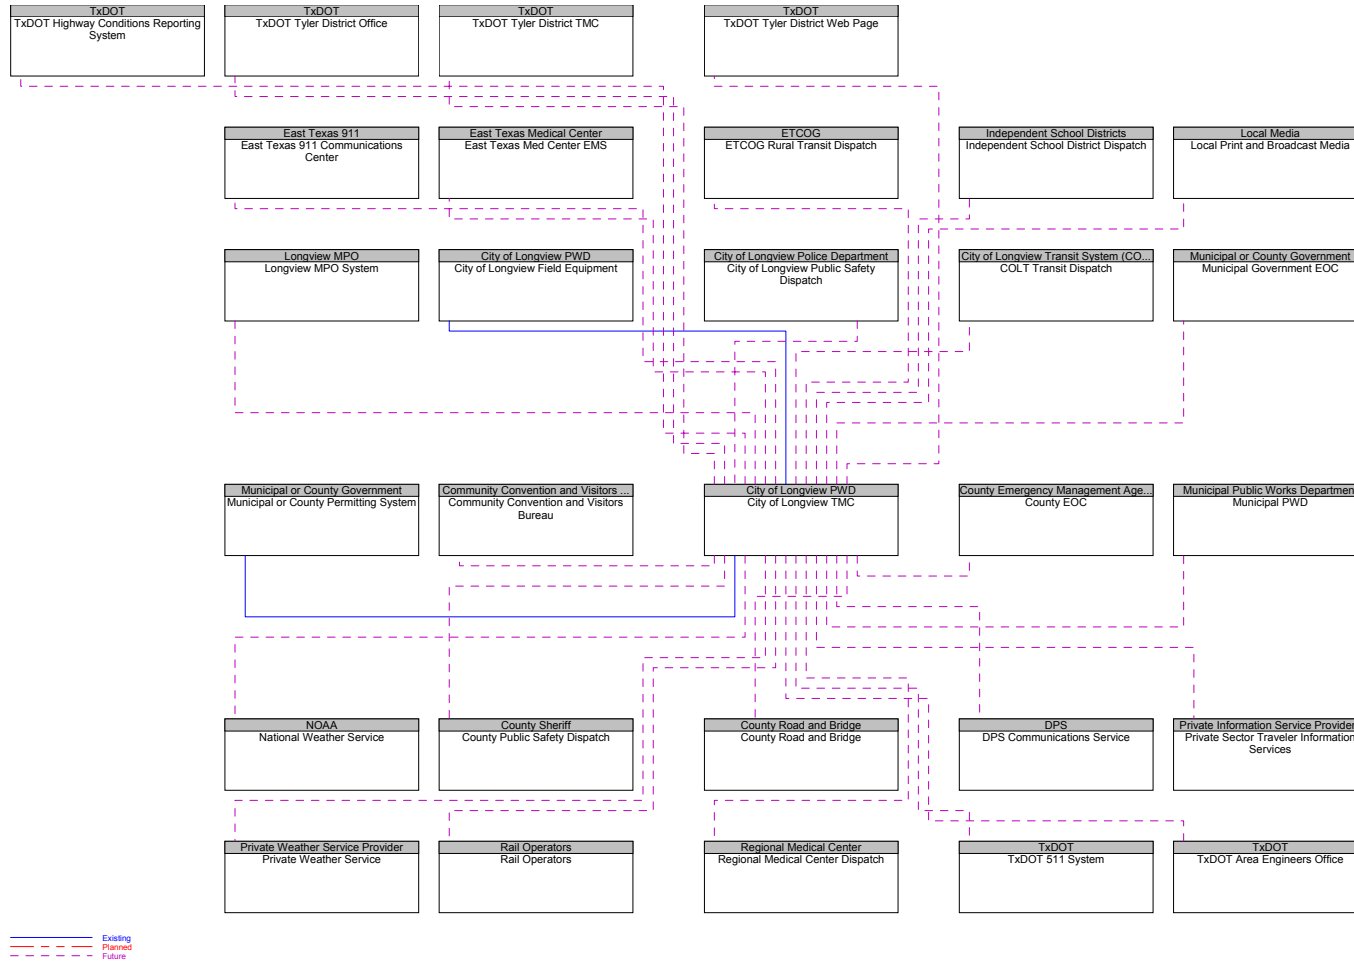 TxDOT
TxDOT Highway Conditions Reporting
System
TxDOT
TxDOT Tyler District Office
TxDOT
TxDOT Tyler District TMC
TxDOT
TxDOT Tyler District Web Page
East Texas 911
East Texas 911 Communications
Center
East Texas Medical Center
East Texas Med Center EMS
ETCOG
ETCOG Rural Transit Dispatch
Independent School Districts
Independent School District Dispatch
Local Media
Local Print and Broadcast Media
Longview MPO
Longview MPO System
City of Longview PWD
City of Longview Field Equipment
City of Longview Police Department
City of Longview Public Safety
Dispatch
City of Longview Transit System (CO...
COLT Transit Dispatch
Municipal or County Government
Municipal Government EOC
Municipal or County Government
Municipal or County Permitting System
Community Convention and Visitors ...
Community Convention and Visitors
Bureau
City of Longview PWD
City of Longview TMC
County Emergency Management Age...
County EOC
Municipal Public Works Department
Municipal PWD
NOAA
National Weather Service
County Sheriff
County Public Safety Dispatch
County Road and Bridge
County Road and Bridge
DPS
DPS Communications Service
Private Information Service Provider
Private Sector Traveler Information
Services
Private Weather Service Provider
Private Weather Service
Rail Operators
Rail Operators
Regional Medical Center
Regional Medical Center Dispatch
TxDOT
TxDOT 511 System
TxDOT
TxDOT Area Engineers Office
Existing
Planned
Future